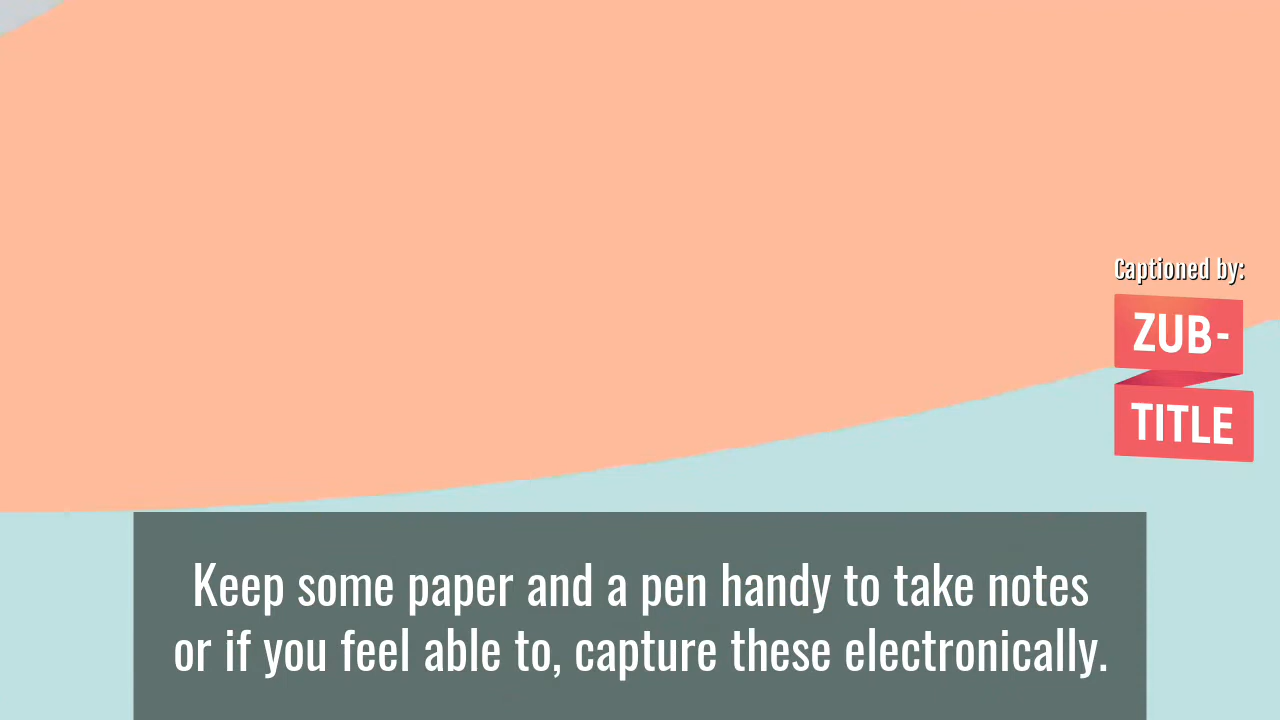 Captioned by:
ZUB-
TITLE
Keep some paper and a pen handy to take notes
or if you feel able to, capture these electronically.